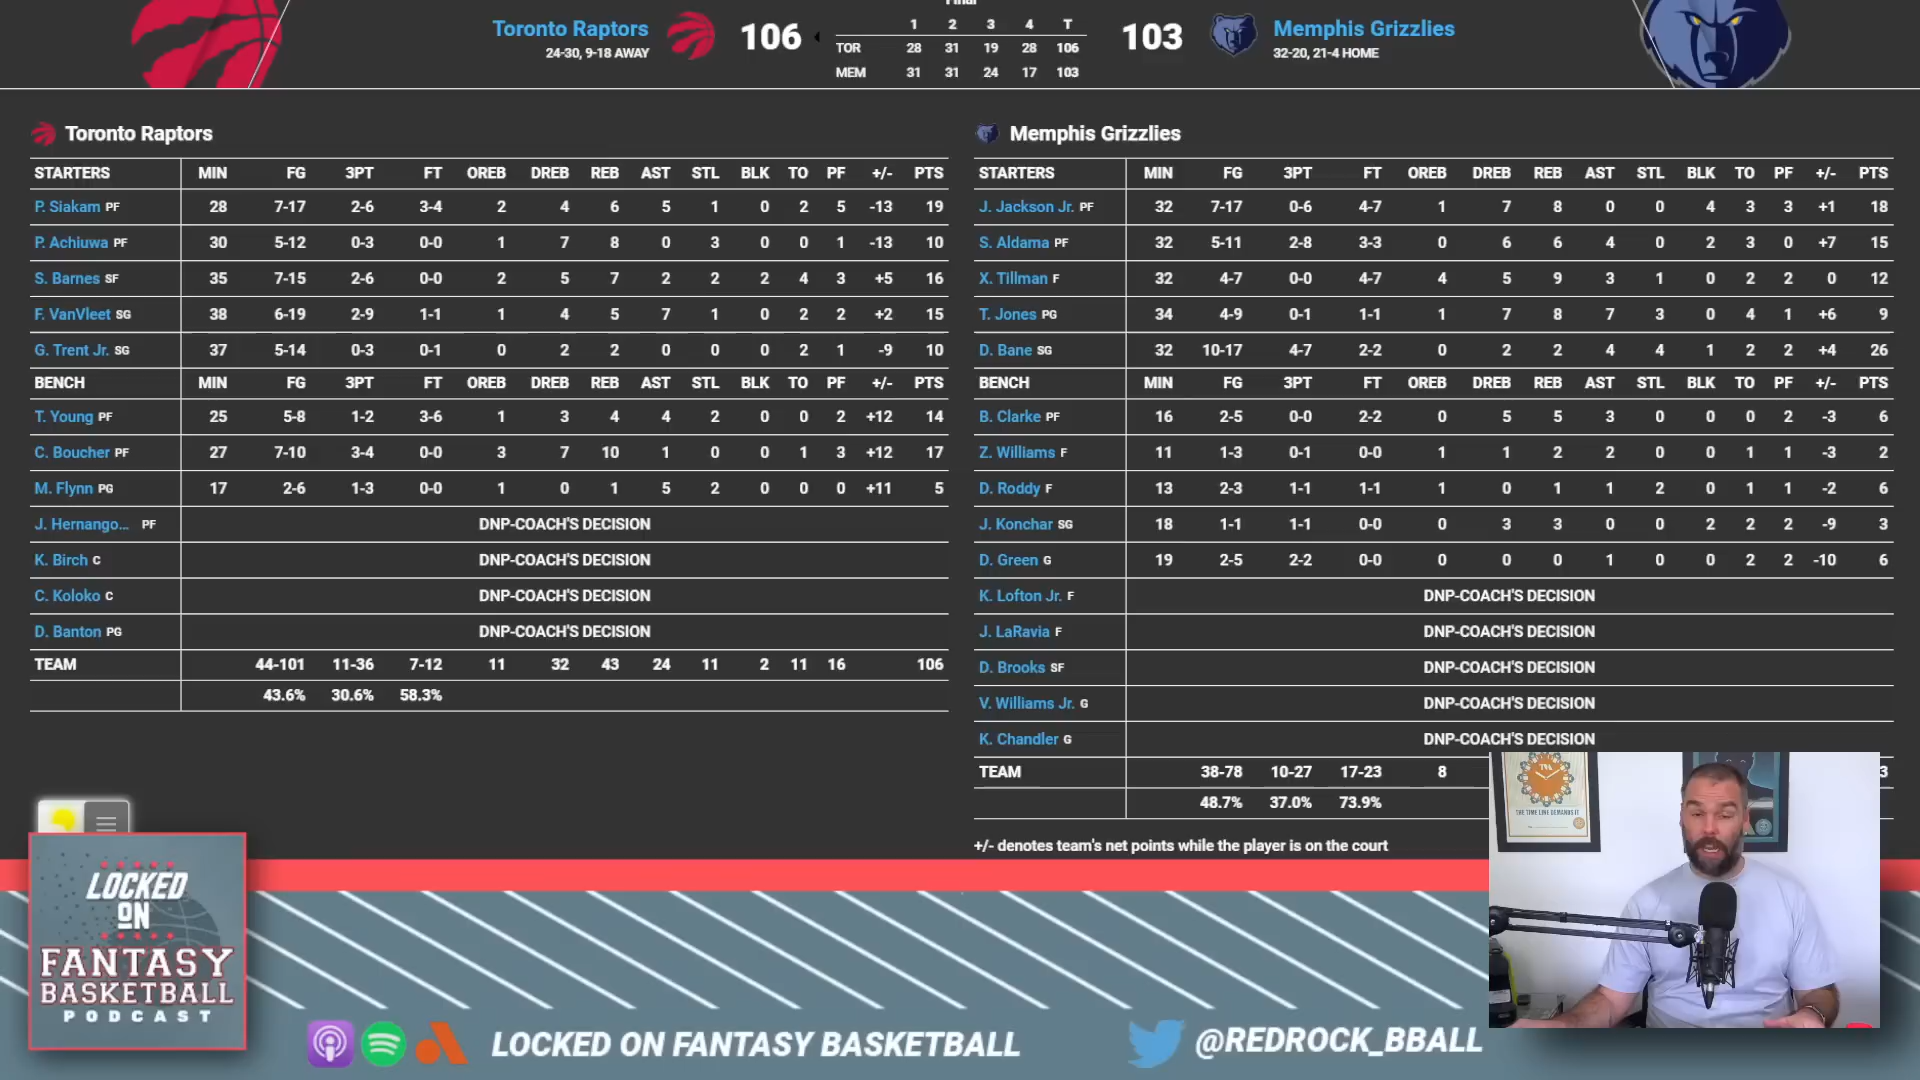 Final
Toronto Raptors 106 1 2 3 4 T 103 Memphis Grizzlies
24-30, 9-18 AWAY TOR 28 31 19 28 106 32-20, 21-4 HOME
MEM 31 31 24 17 103
Toronto Raptors
STARTERS MIN FG 3PT FT OREB DREB REB AST STL BLK TO PF +/- PTS
P. Siakam PF 28 7-17 2-6 3-4 2 4 6 5 1 0 2 5 -13 19
P. Achiuwa PF 30 5-12 0-3 0-0 1 7 8 0 3 0 0 1 -13 10
S. Barnes SF 35 7-15 2-6 0-0 2 5 7 2 2 2 4 3 +5 16
F. VanVleet SG 38 6-19 2-9 1-1 1 4 5 7 1 0 2 2 +2 15
G. Trent Jr. SG 37 5-14 0-3 0-1 0 2 2 0 0 0 2 1 -9 10
BENCH MIN FG 3PT FT OREB DREB REB AST STL BLK TO PF +/- PTS
T. Young PF 25 5-8 1-2 3-6 1 3 4 4 2 0 0 2 +12 14
C. Boucher PF 27 7-10 3-4 0-0 3 7 10 1 0 0 1 3 +12 17
M. Flynn PG 17 2-6 1-3 0-0 1 0 1 5 2 0 0 0 +11 5
J. Hernango... PF DNP-COACH'S DECISION
K. Birch C DNP-COACH'S DECISION
C. Koloko C DNP-COACH'S DECISION
D. Banton PG DNP-COACH'S DECISION
TEAM 44-101 11-36 7-12 11 32 43 24 11 2 11 16 106
43.6% 30.6% 58.3%
Memphis Grizzlies
STARTERS MIN FG 3PT FT OREB DREB REB AST STL BLK TO PF +/- PTS
J. Jackson Jr. PF 32 7-17 0-6 4-7 1 7 8 0 0 4 3 3 +1 18
S. Aldama PF 32 5-11 2-8 3-3 0 6 6 4 0 2 3 0 +7 15
X. Tillman F 32 4-7 0-0 4-7 4 5 9 3 1 0 2 2 0 12
T. Jones PG 34 4-9 0-1 1-1 1 7 8 7 3 0 4 1 +6 9
D. Bane SG 32 10-17 4-7 2-2 0 2 2 4 4 1 2 2 +4 26
BENCH MIN FG 3PT FT OREB DREB REB AST STL BLK TO PF +/- PTS
B. Clarke PF 16 2-5 0-0 2-2 0 5 5 3 0 0 0 2 -3 6
Z. Williams F 11 1-3 0-1 0-0 1 1 2 2 0 0 1 1 -3 2
D. Roddy F 13 2-3 1-1 1-1 1 0 1 1 2 0 1 1 -2 6
J. Konchar SG 18 1-1 1-1 0-0 0 3 3 0 0 2 2 2 -9 3
D. Green G 19 2-5 2-2 0-0 0 0 0 1 0 0 2 2 -10 6
K. Lofton Jr. F DNP-COACH'S DECISION
J. LaRavia F DNP-COACH'S DECISION
D. Brooks SF DNP-COACH'S DECISION
V. Williams Jr. G DNP-COACH'S DECISION
K. Chandler G DNP-COACH'S DECISION
TEAM 38-78 10-27 17-23 8 3
48.7% 37.0% 73.9%
+/- denotes team's net points while the player is on the court
TVA
THE TIME LINE DEMANDS IT
LOCKED
ON
FANTASY
BASKETBALL
PODCAST
LOCKED ON FANTASY BASKETBALL
@REDROCK_BBALL